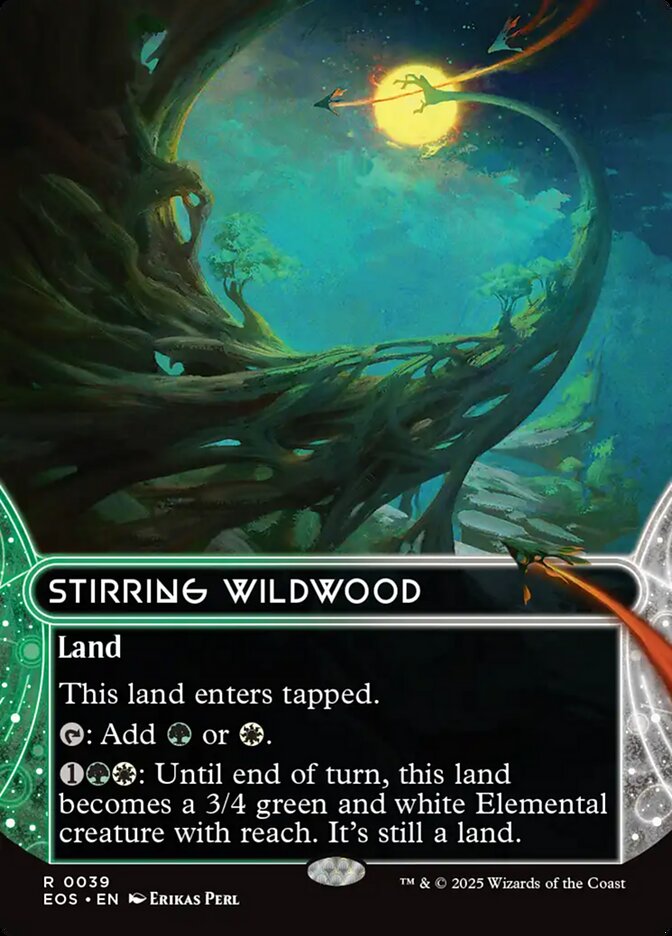 STIRRING WILDWOOD
Land
This land enters tapped.
: Add or .
1: Until end of turn, this land
becomes a 3/4 green and white Elemental
creature with reach. It's still a land.
R 0039
EOS • EN ERIKAS PERL
™ & © 2025 Wizards of the Coast